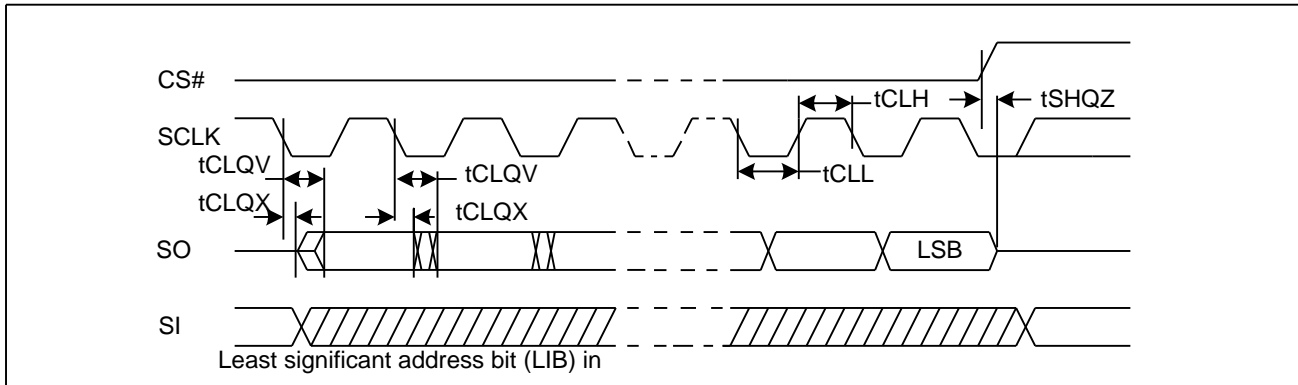 CS#
tCLH
tSHQZ
SCLK
tCLQV
tCLQV
tCLL
tCLQX
tCLQX
SO
LSB
SI
Least significant address bit (LIB) in